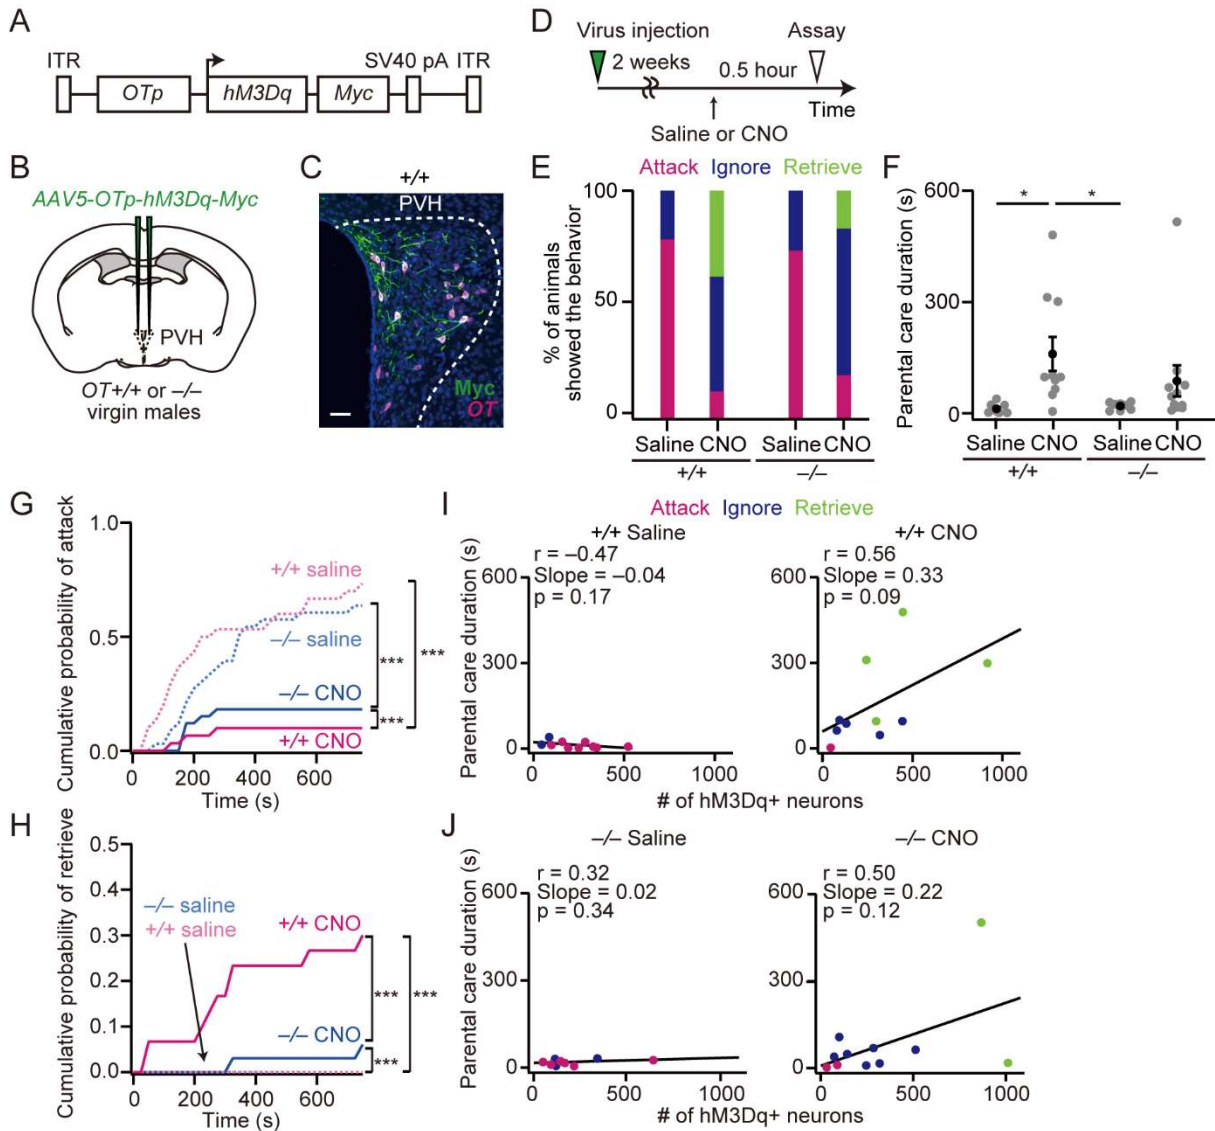 A
ITR
SV40 pA ITR
OTp
hM3Dq
Myc
D
Virus injection
Assay
2 weeks
0.5 hour
Time
Saline or CNO
B
AAV5-OTp-hM3Dq-Myc
PVH
OT+/+ or –/–
virgin males
C
+/+
PVH
Myc
OT
E
Attack Ignore Retrieve
% of animals
showed the behavior
100
50
0
Saline CNO
Saline CNO
+/+
–/–
F
Parental care duration (s)
600
300
0
*
*
Saline CNO
Saline CNO
+/+
–/–
G
Cumulative probability of attack
1.0
0.5
0.0
+/+ saline
–/– saline
–/– CNO
+/+ CNO
***
***
***
0 200 400 600
Time (s)
H
Cumulative probability of retrieve
0.5
0.4
0.3
0.2
0.1
0.0
–/– saline
+/+ saline
+/+ CNO
–/– CNO
***
***
***
0 200 400 600
Time (s)
Attack Ignore Retrieve
I
+/+ Saline
r = –0.47
Slope = –0.04
p = 0.17
Parental care duration (s)
600
300
0
0 500 1000
+/+ CNO
r = 0.56
Slope = 0.33
p = 0.09
600
300
0
0 500 1000
# of hM3Dq+ neurons
J
–/– Saline
r = 0.32
Slope = 0.02
p = 0.34
Parental care duration (s)
600
300
0
0 500 1000
–/– CNO
r = 0.50
Slope = 0.22
p = 0.12
600
300
0
0 500 1000
# of hM3Dq+ neurons